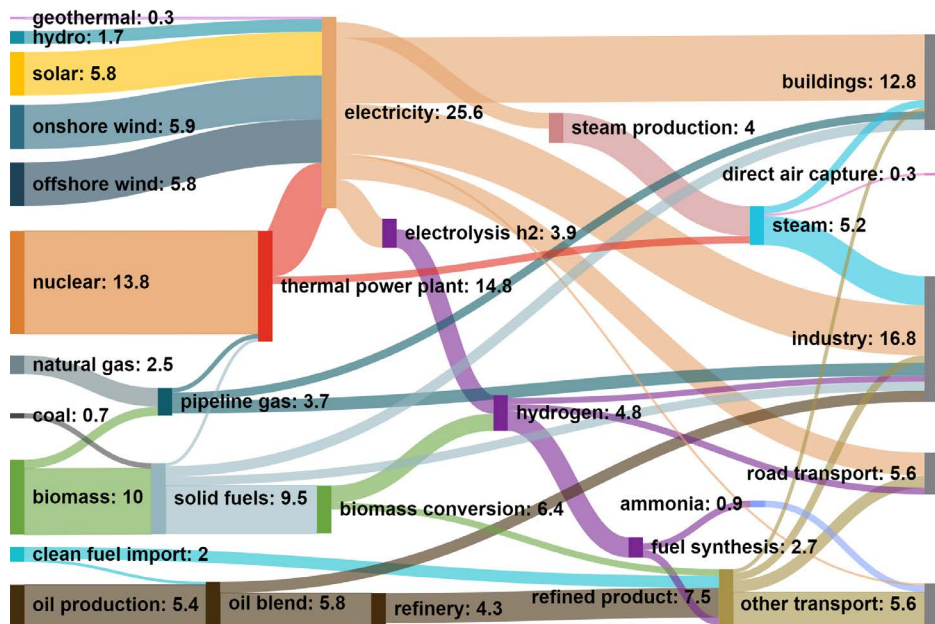 geothermal: 0.3
hydro: 1.7
solar: 5.8
onshore wind: 5.9
offshore wind: 5.8
nuclear: 13.8
natural gas: 2.5
coal: 0.7
biomass: 10
clean fuel import: 2
oil production: 5.4
pipeline gas: 3.7
solid fuels: 9.5
oil blend: 5.8
thermal power plant: 14.8
electricity: 25.6
electrolysis h2: 3.9
biomass conversion: 6.4
refinery: 4.3
hydrogen: 4.8
steam production: 4
fuel synthesis: 2.7
ammonia: 0.9
refined product: 7.5
steam: 5.2
buildings: 12.8
direct air capture: 0.3
industry: 16.8
road transport: 5.6
other transport: 5.6